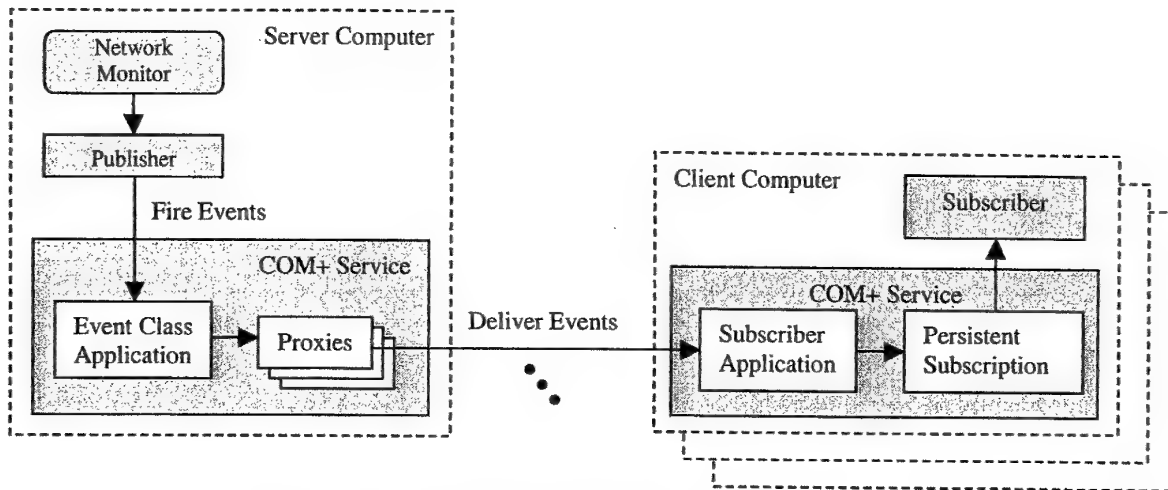 Server Computer
Network
Monitor
Publisher
Fire Events
COM+ Service
Event Class
Application
Proxies
Deliver Events
Client Computer
Subscriber
COM+ Service
Subscriber
Application
Persistent
Subscription